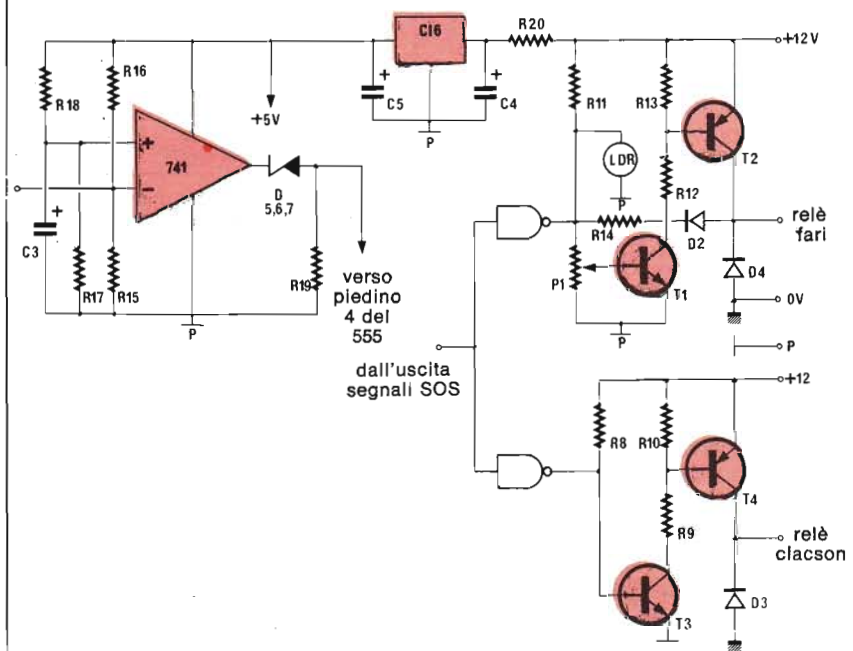 R18
R16
+
741
−
+5V
C3
+
R17
R15
P
D
5,6,7
R19
verso
piedino
4 del
555
CI6
R20
+
C5
+
C4
P
+12V
R11
R13
LDR
P
T2
R12
R14
D2
relè
fari
P1
T1
D4
0V
P
P
dall'uscita
segnali SOS
+12
R8
R10
T4
R9
relè
clacson
T3
D3